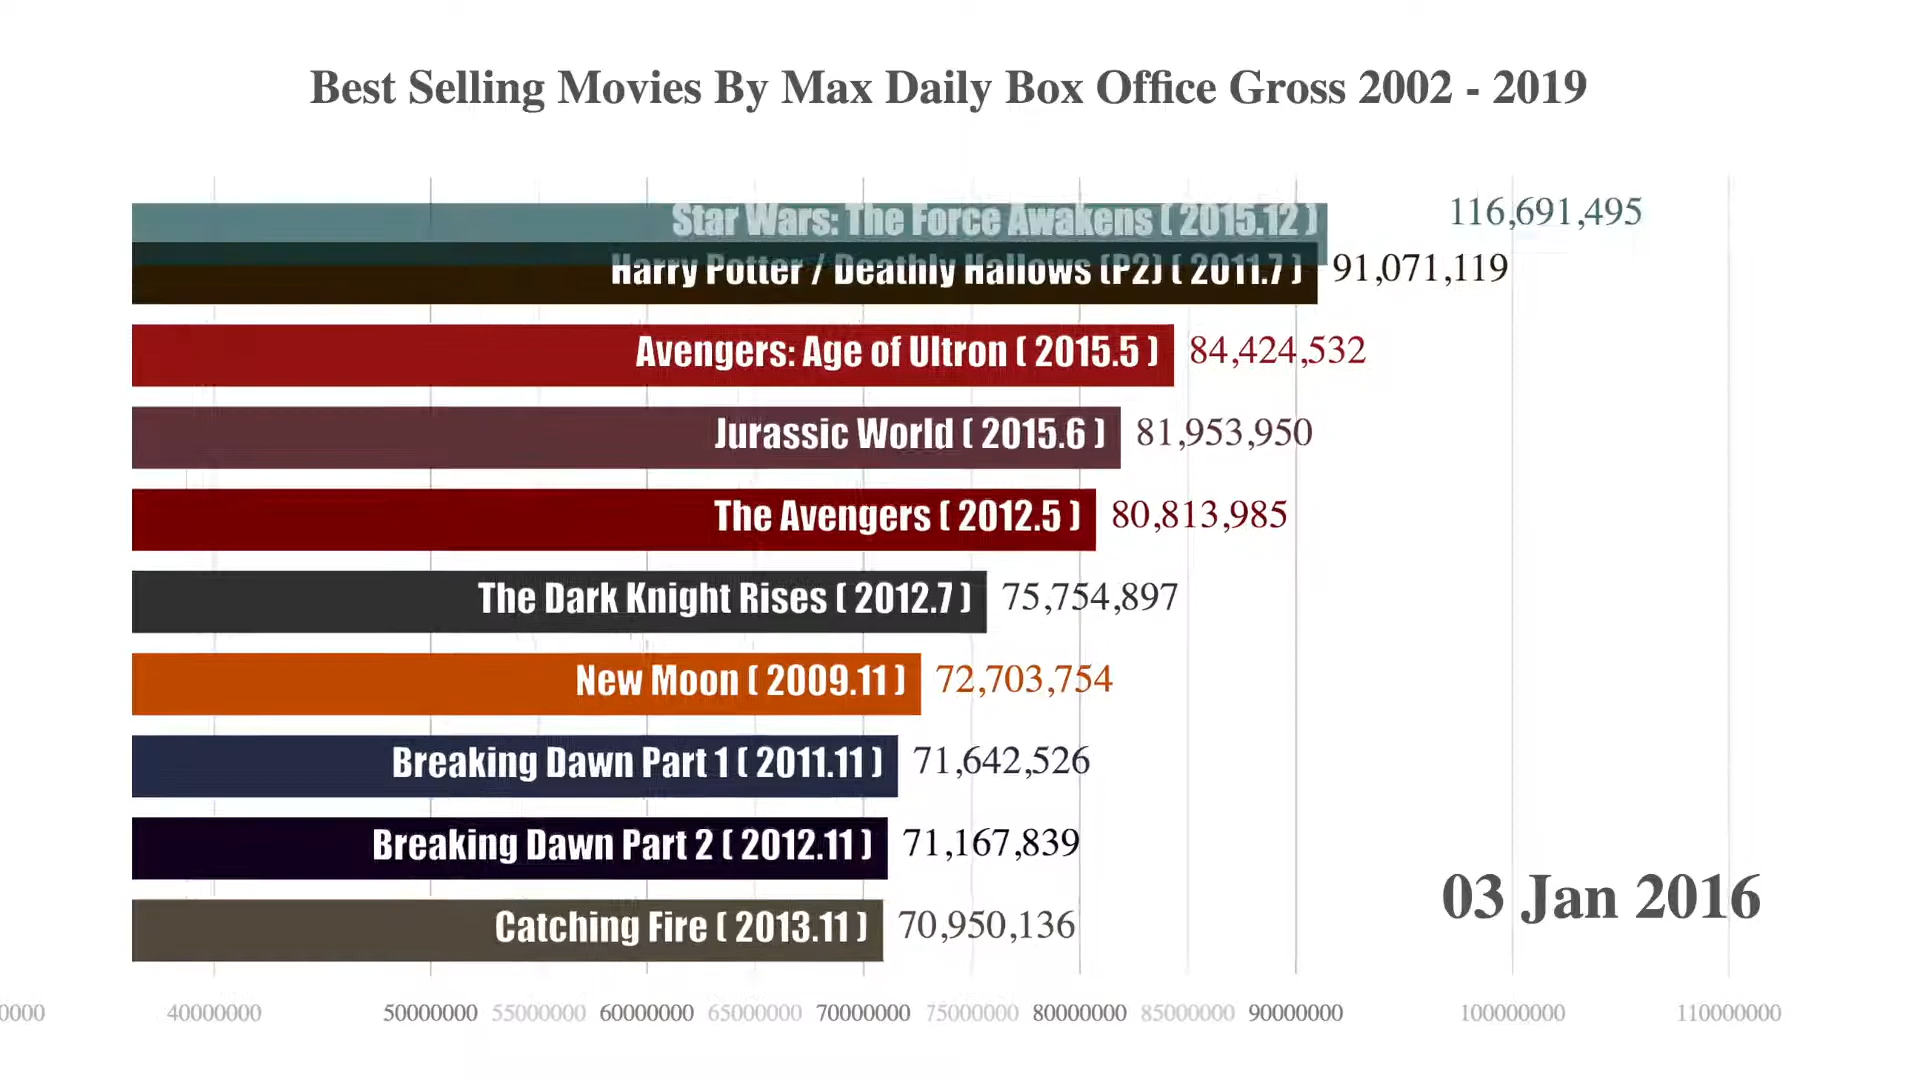 Best Selling Movies By Max Daily Box Office Gross 2002 - 2019
Star Wars: The Force Awakens ( 2015.12 ) 116,691,495
Harry Potter / Deathly Hallows (P2) ( 2011.7 ) 91,071,119
Avengers: Age of Ultron ( 2015.5 ) 84,424,532
Jurassic World ( 2015.6 ) 81,953,950
The Avengers ( 2012.5 ) 80,813,985
The Dark Knight Rises ( 2012.7 ) 75,754,897
New Moon ( 2009.11 ) 72,703,754
Breaking Dawn Part 1 ( 2011.11 ) 71,642,526
Breaking Dawn Part 2 ( 2012.11 ) 71,167,839
Catching Fire ( 2013.11 ) 70,950,136
03 Jan 2016
0000 40000000 50000000 55000000 60000000 65000000 70000000 75000000 80000000 85000000 90000000 100000000 110000000